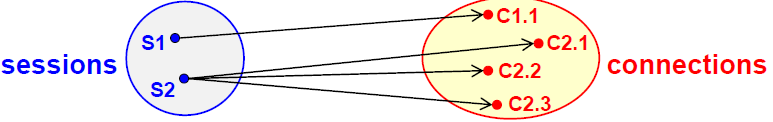 C1.1
S1
C2.1
sessions
connections
C2.2
S2
C2.3